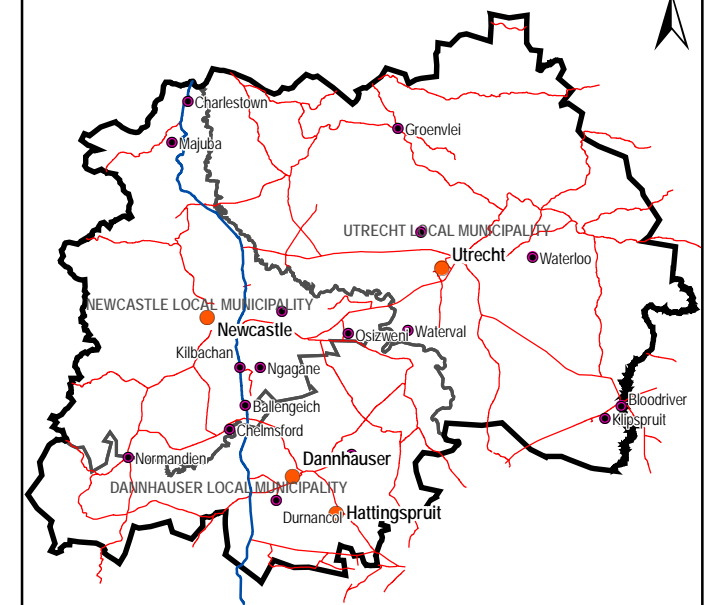 Charlestown
Groenvlei
Majuba
UTRECHT LOCAL MUNICIPALITY
Utrecht
Waterloo
NEWCASTLE LOCAL MUNICIPALITY
Newcastle
Osizweni
Waterval
Kilbachan
Ngagane
Bloodriver
Ballengeich
Klipspruit
Chelmsford
Normandien
Dannhauser
DANNHAUSER LOCAL MUNICIPALITY
Durnancol
Hattingspruit